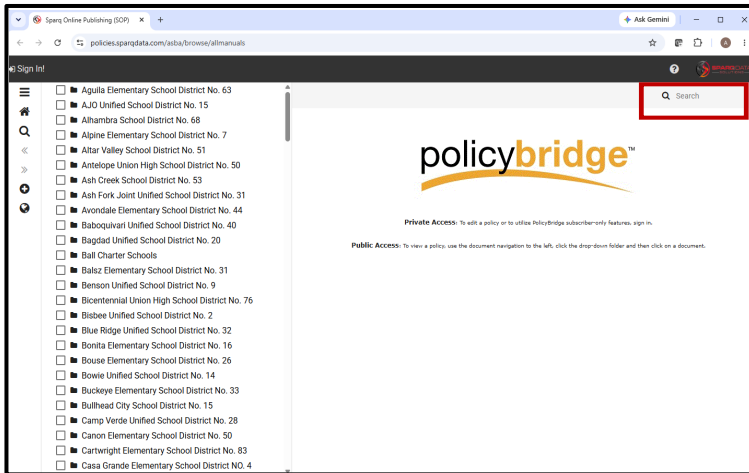 Sparq Online Publishing (SOP)
Ask Gemini
policies.sparqdata.com/asba/browse/allmanuals
A
Sign In!
Search
Aguila Elementary School District No. 63
AJO Unified School District No. 15
Alhambra School District No. 68
Alpine Elementary School District No. 7
Altar Valley School District No. 51
Antelope Union High School District No. 50
Ash Creek School District No. 53
Ash Fork Joint Unified School District No. 31
Avondale Elementary School District No. 44
Baboquivari Unified School District No. 40
Bagdad Unified School District No. 20
Ball Charter Schools
Balsz Elementary School District No. 31
Benson Unified School District No. 9
Bicentennial Union High School District No. 76
Bisbee Unified School District No. 2
Blue Ridge Unified School District No. 32
Bonita Elementary School District No. 16
Bouse Elementary School District No. 26
Bowie Unified School District No. 14
Buckeye Elementary School District No. 33
Bullhead City School District No. 15
Camp Verde Unified School District No. 28
Canon Elementary School District No. 50
Cartwright Elementary School District No. 83
Casa Grande Elementary School District NO. 4
policybridge™
Private Access: To edit a policy or to utilize PolicyBridge subscriber-only features, sign in.
Public Access: To view a policy, use the document navigation to the left, click the drop-down folder and then click on a document.